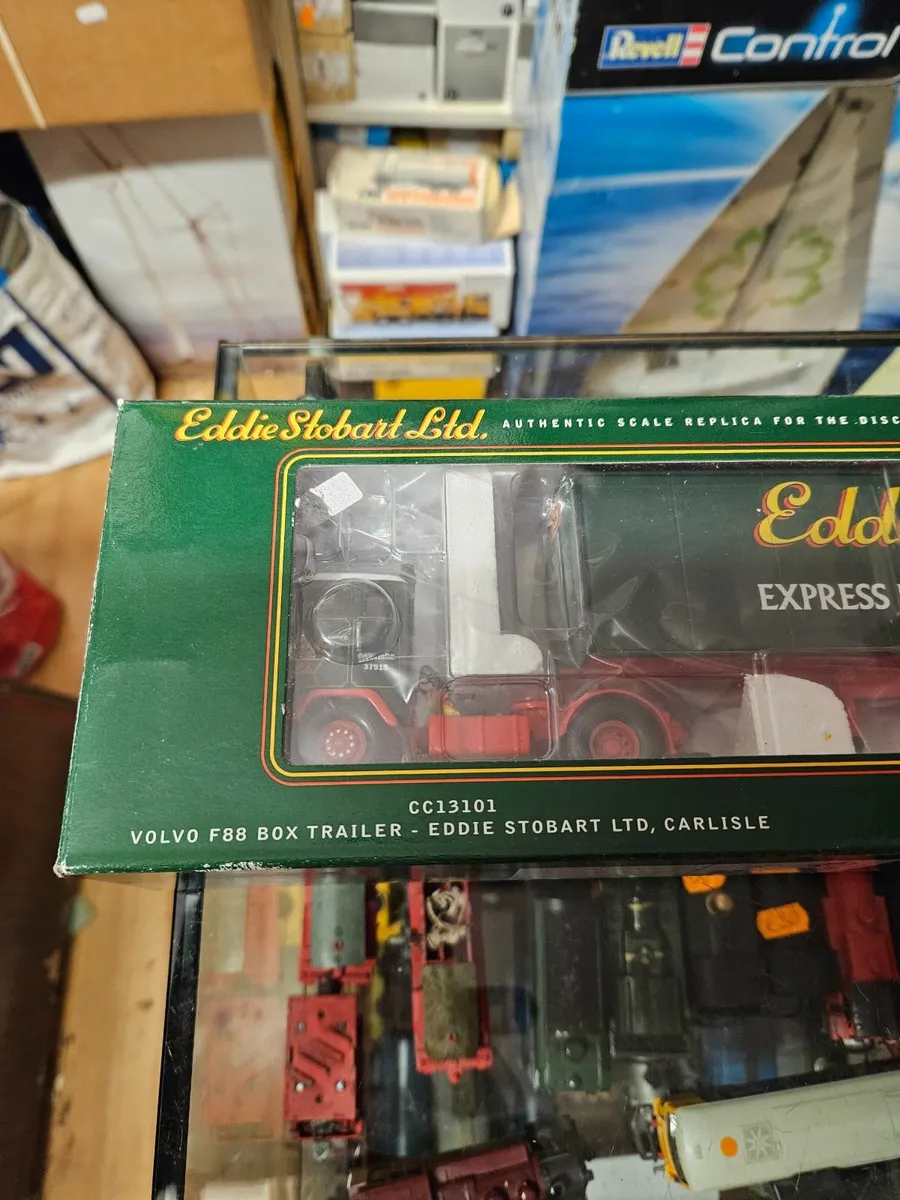 Revell Control
Eddie Stobart Ltd. AUTHENTIC SCALE REPLICA FOR THE DISC
Edd
EXPRESS
CC13101
VOLVO F88 BOX TRAILER - EDDIE STOBART LTD, CARLISLE